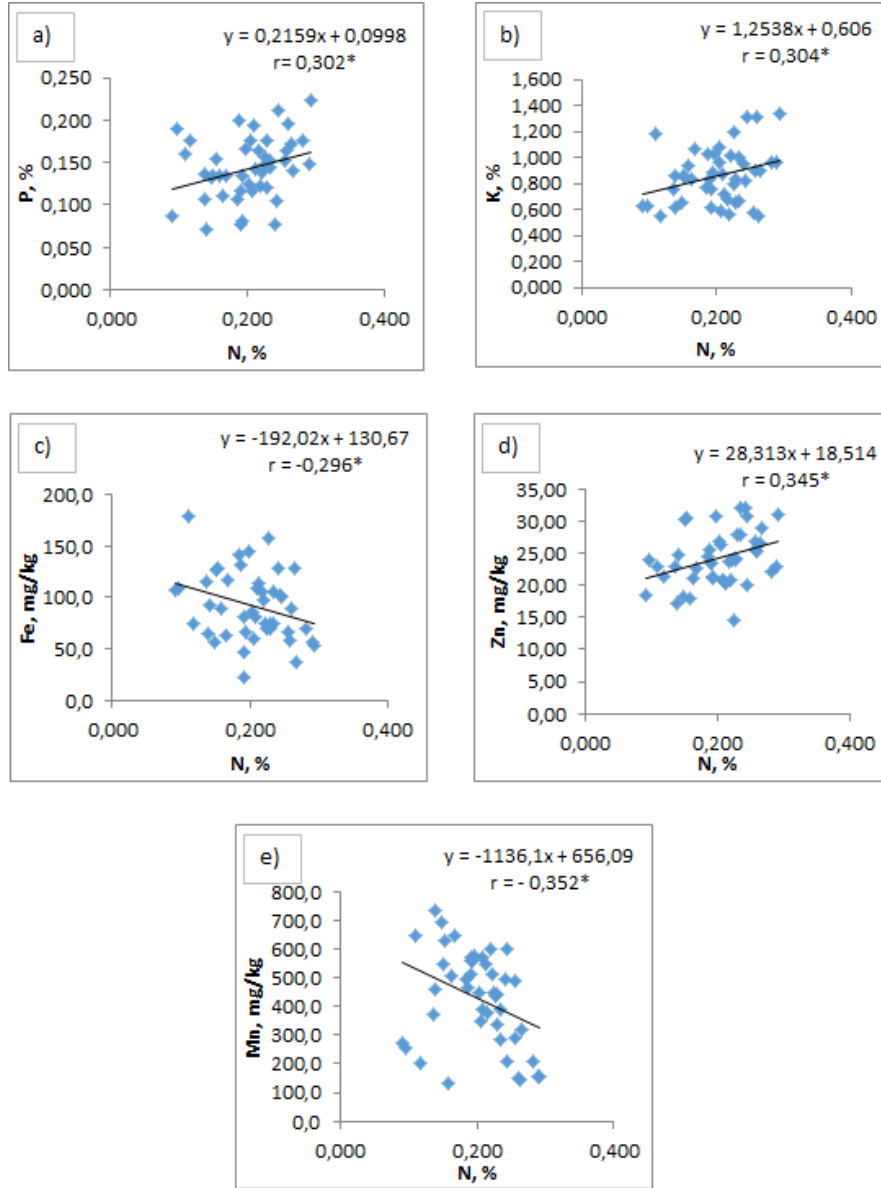 a)
y = 0,2159x + 0,0998
r= 0,302*
0,250
0,200
0,150
0,100
0,050
0,000
P, %
0,000 0,200 0,400
N, %
b)
y = 1,2538x + 0,606
r = 0,304*
1,600
1,400
1,200
1,000
0,800
0,600
0,400
0,200
0,000
K, %
0,000 0,200 0,400
N, %
c)
y = -192,02x + 130,67
r = -0,296*
200,0
150,0
100,0
50,0
0,0
Fe, mg/kg
0,000 0,200 0,400
N, %
d)
y = 28,313x + 18,514
r = 0,345*
35,00
30,00
25,00
20,00
15,00
10,00
5,00
0,00
Zn, mg/kg
0,000 0,200 0,400
N, %
e)
y = -1136,1x + 656,09
r = - 0,352*
800,0
700,0
600,0
500,0
400,0
300,0
200,0
100,0
0,0
Mn, mg/kg
0,000 0,200 0,400
N, %